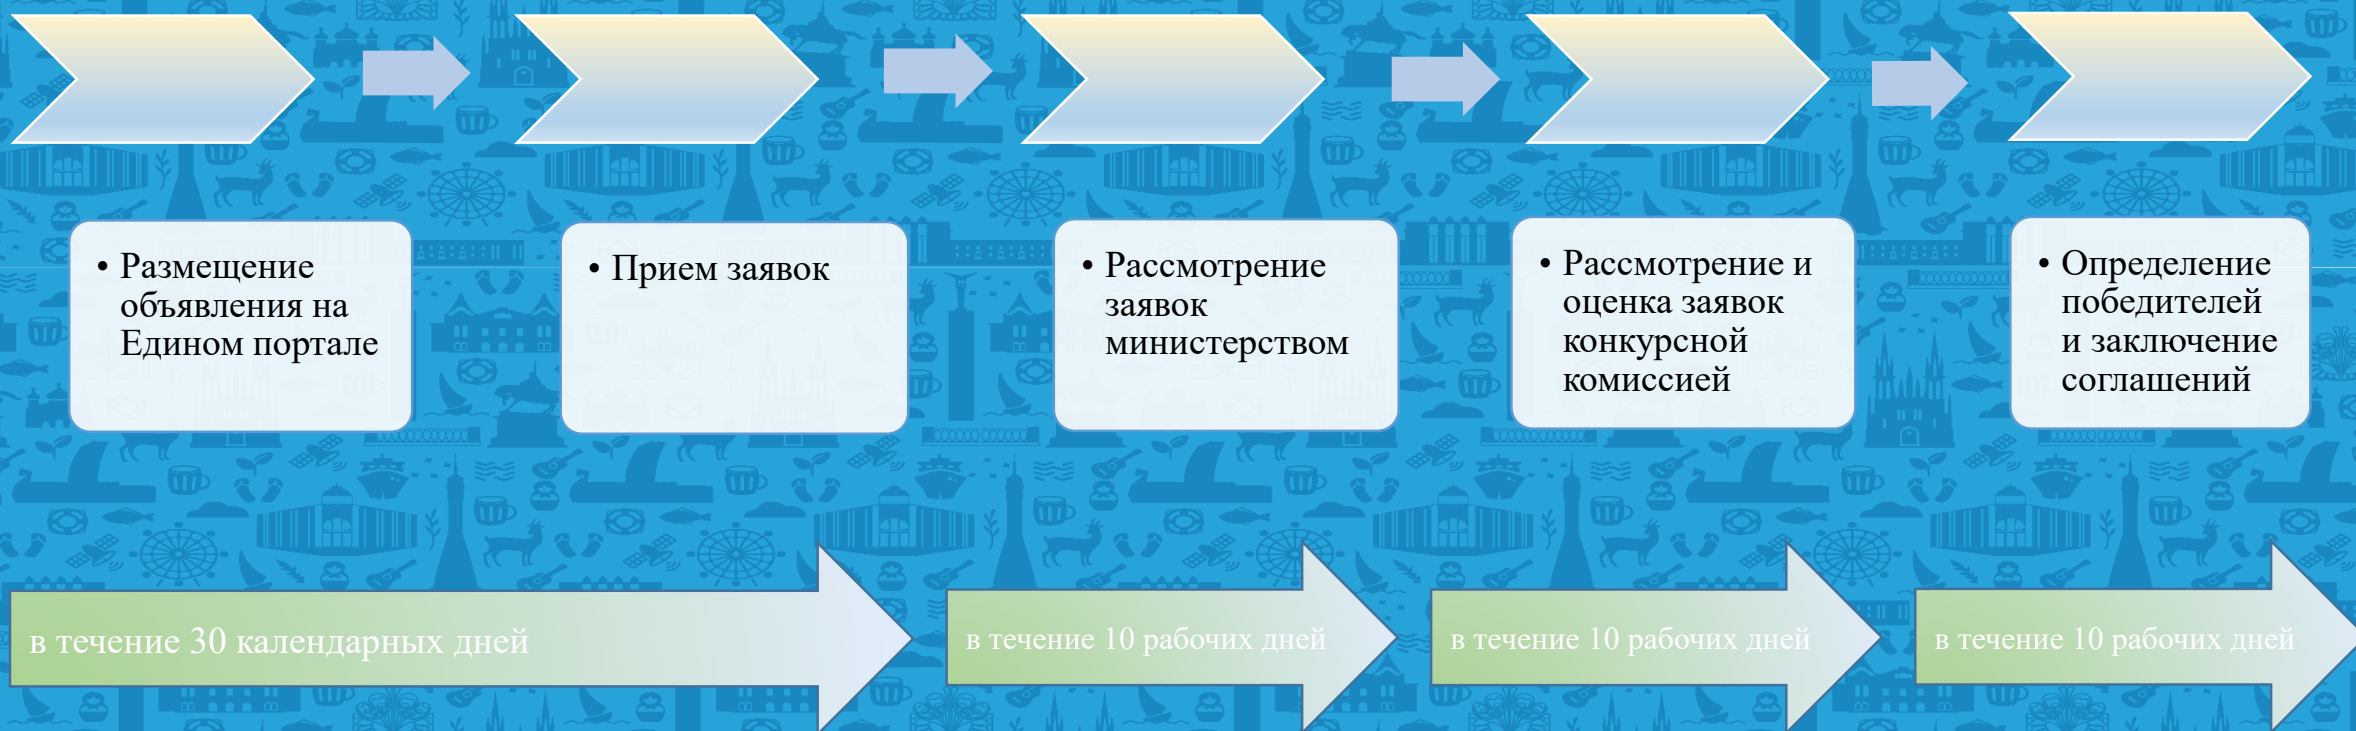 • Размещение
объявления на
Едином портале
• Прием заявок
• Рассмотрение
заявок
министерством
• Рассмотрение и
оценка заявок
конкурсной
комиссией
• Определение
победителей
и заключение
соглашений
в течение 30 календарных дней
в течение 10 рабочих дней
в течение 10 рабочих дней
в течение 10 рабочих дней